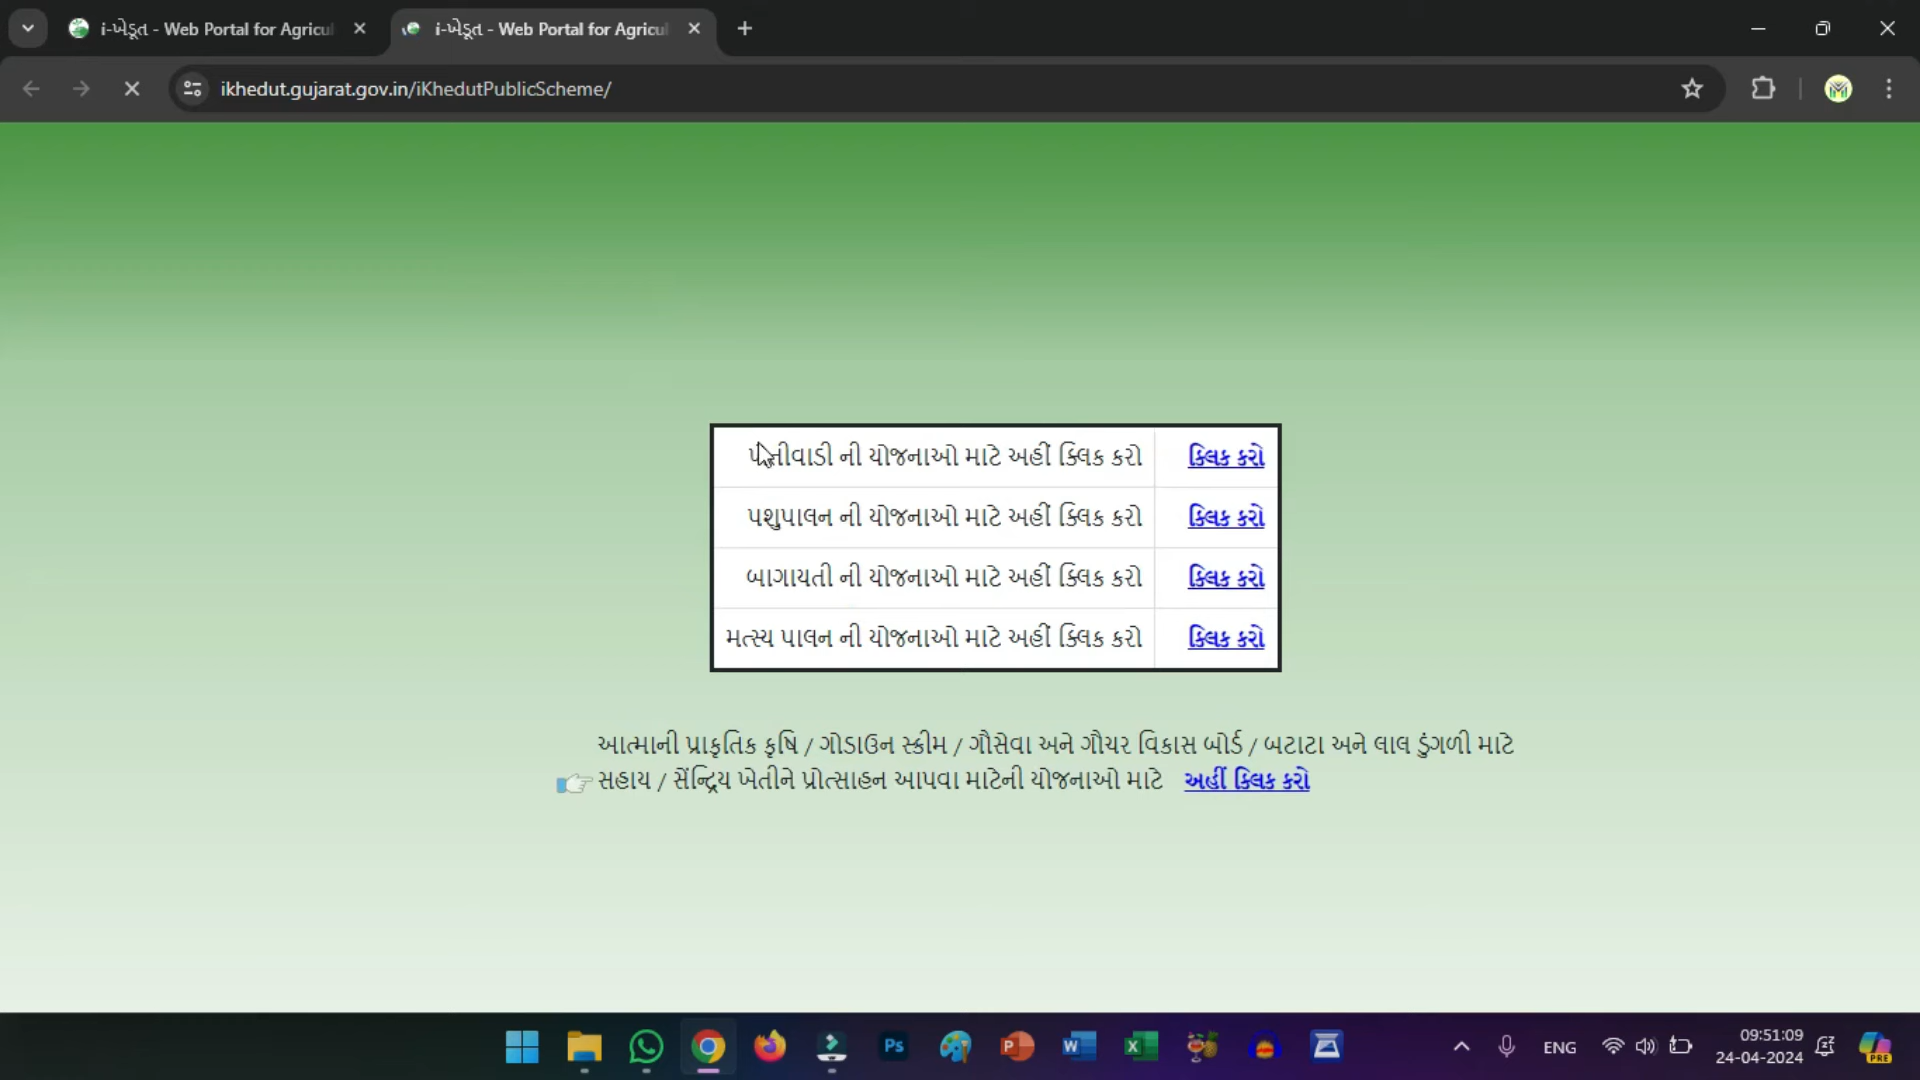 i-ખેડૂત - Web Portal for Agricul
i-ખેડૂત - Web Portal for Agricul
ikhedut.gujarat.gov.in/iKhedutPublicScheme/
ની યોજનાઓ માટે અહીં ક્લિક કરો ક્લિક કરો
પશુપાલન ની યોજનાઓ માટે અહીં ક્લિક કરો ક્લિક કરો
બાગાયતી ની યોજનાઓ માટે અહીં ક્લિક કરો ક્લિક કરો
મત્સ્ય પાલન ની યોજનાઓ માટે અહીં ક્લિક કરો ક્લિક કરો
આત્માની પ્રાકૃતિક કૃષિ / ગોડાઉન સ્કીમ / ગૌસેવા અને ગૌચર વિકાસ બોર્ડ / બટાટા અને લાલ ડુંગળી માટે
સહાય / સેંન્દ્રિય ખેતીને પ્રોત્સાહન આપવા માટેની યોજનાઓ માટે અહીં ક્લિક કરો
Ps P W X ENG 09:51:09
24-04-2024
PRE